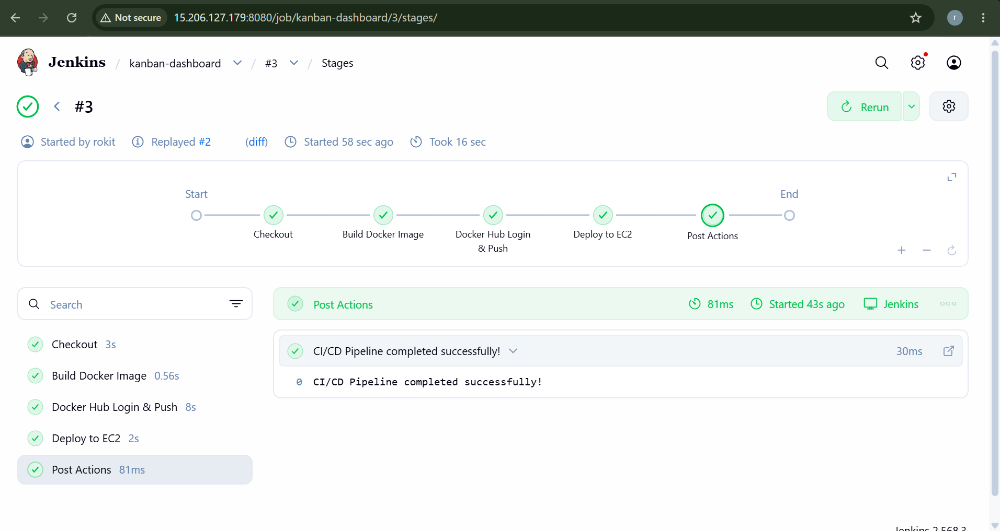 Not secure 15.206.127.179:8080/job/kanban-dashboard/3/stages/ r
Jenkins / kanban-dashboard / #3 / Stages
#3
Rerun
Started by rokit Replayed #2 (diff) Started 58 sec ago Took 16 sec
Start
End
Checkout
Build Docker Image
Docker Hub Login
& Push
Deploy to EC2
Post Actions
Search
Post Actions 81ms Started 43s ago Jenkins
Checkout 3s
CI/CD Pipeline completed successfully! 30ms
Build Docker Image 0.56s
0 CI/CD Pipeline completed successfully!
Docker Hub Login & Push 8s
Deploy to EC2 2s
Post Actions 81ms
Jenkins 2.568.3